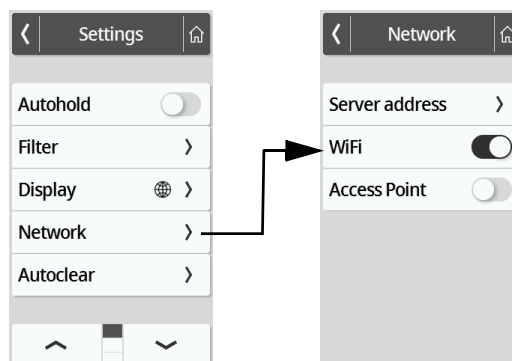 Settings
Autohold
Filter
Display
Network
Autoclear
Network
Server address
WiFi
Access Point